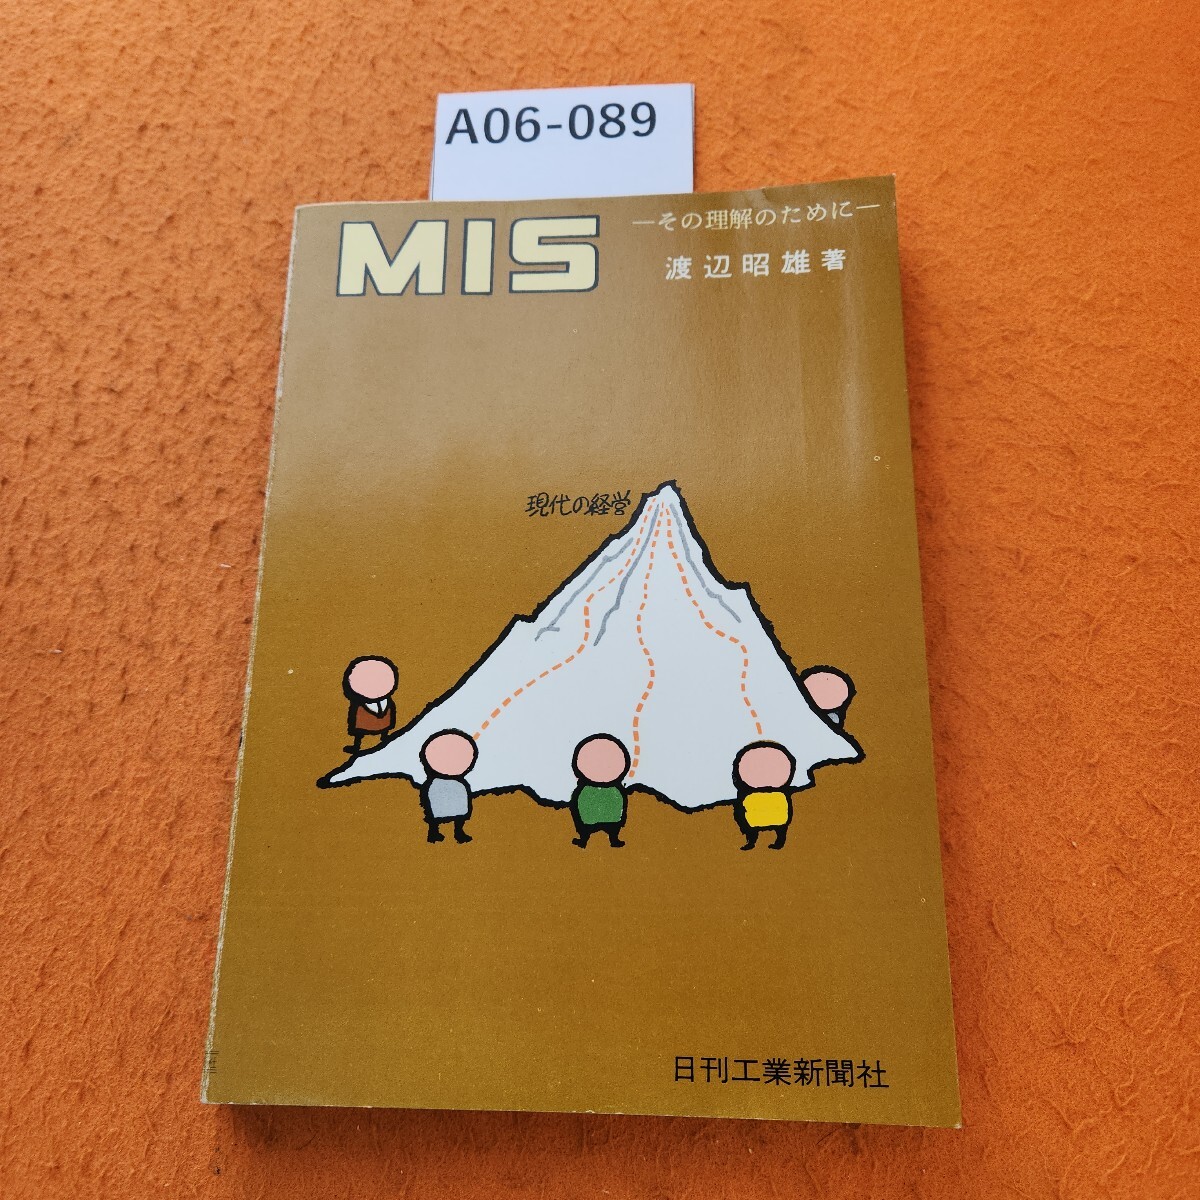 A06-089
MIS
―その理解のために―
渡辺昭雄著
現代の経営
日刊工業新聞社